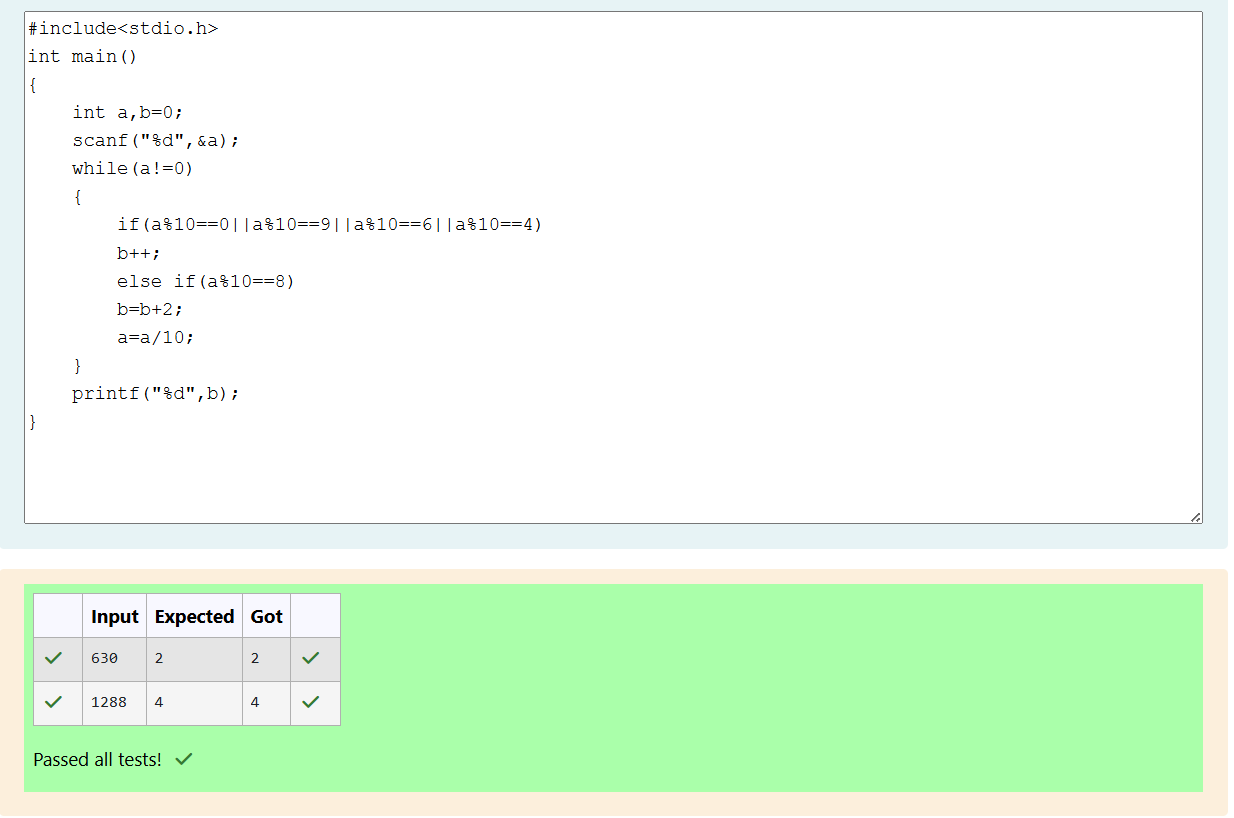 #include<stdio.h>
int main()
{
    int a,b=0;
    scanf("%d",&a);
    while(a!=0)
    {
        if(a%10==0||a%10==9||a%10==6||a%10==4)
        b++;
        else if(a%10==8)
        b=b+2;
        a=a/10;
    }
    printf("%d",b);
}
Input Expected Got
630 2 2
1288 4 4
Passed all tests!